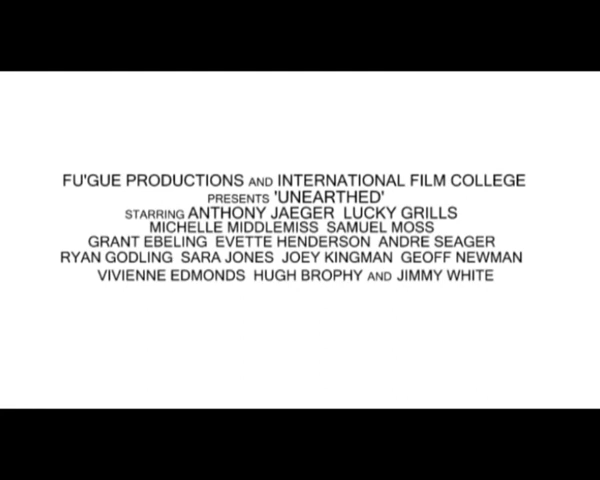 FU'GUE PRODUCTIONS AND INTERNATIONAL FILM COLLEGE
PRESENTS 'UNEARTHED'
STARRING ANTHONY JAEGER LUCKY GRILLS
MICHELLE MIDDLEMISS SAMUEL MOSS
GRANT EBELING EVETTE HENDERSON ANDRE SEAGER
RYAN GODLING SARA JONES JOEY KINGMAN GEOFF NEWMAN
VIVIENNE EDMONDS HUGH BROPHY AND JIMMY WHITE